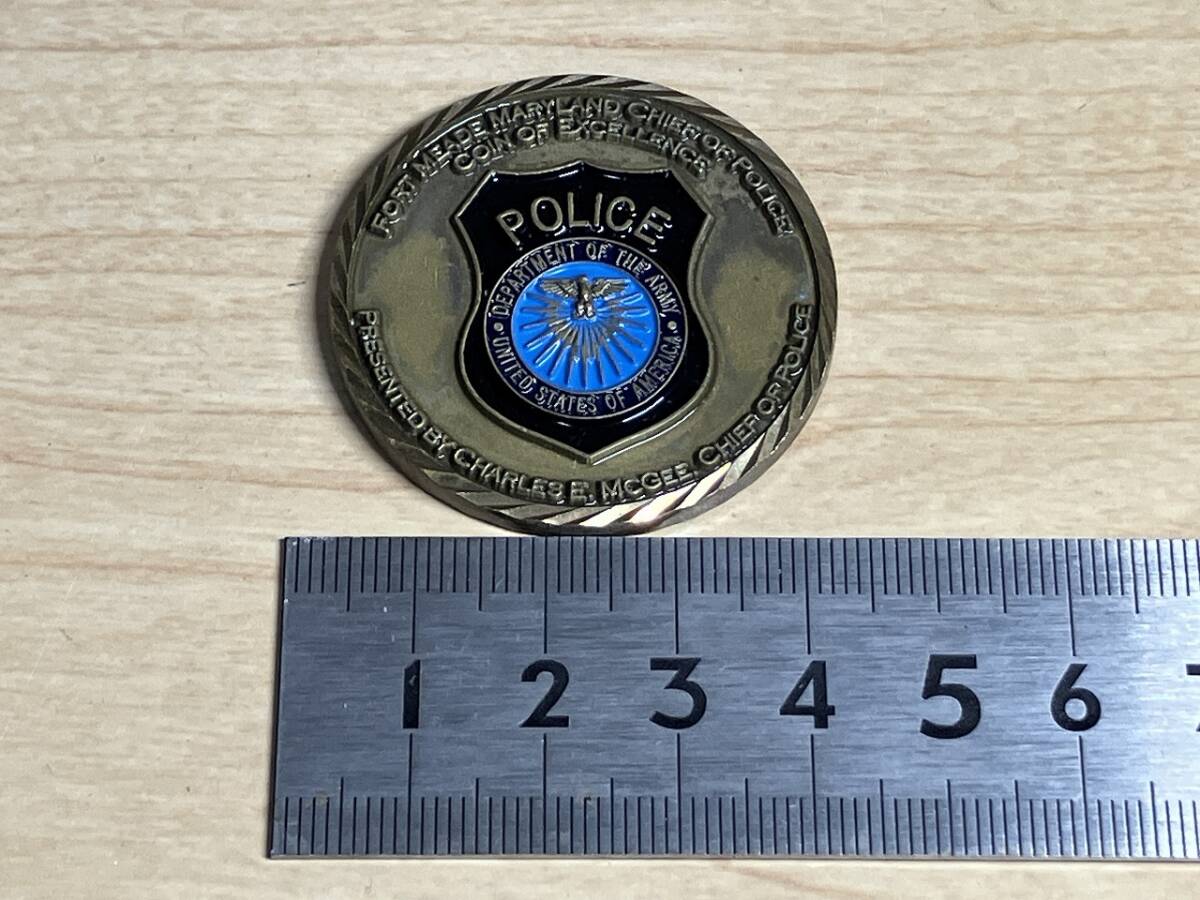 FORT MEADE MARYLAND CHIEF OF POLICE
COIN OF EXCELLENCE
POLICE
DEPARTMENT OF THE ARMY
UNITED STATES OF AMERICA
PRESENTED BY, CHARLES E. MCGEE, CHIEF OF POLICE
1 2 3 4 5 6